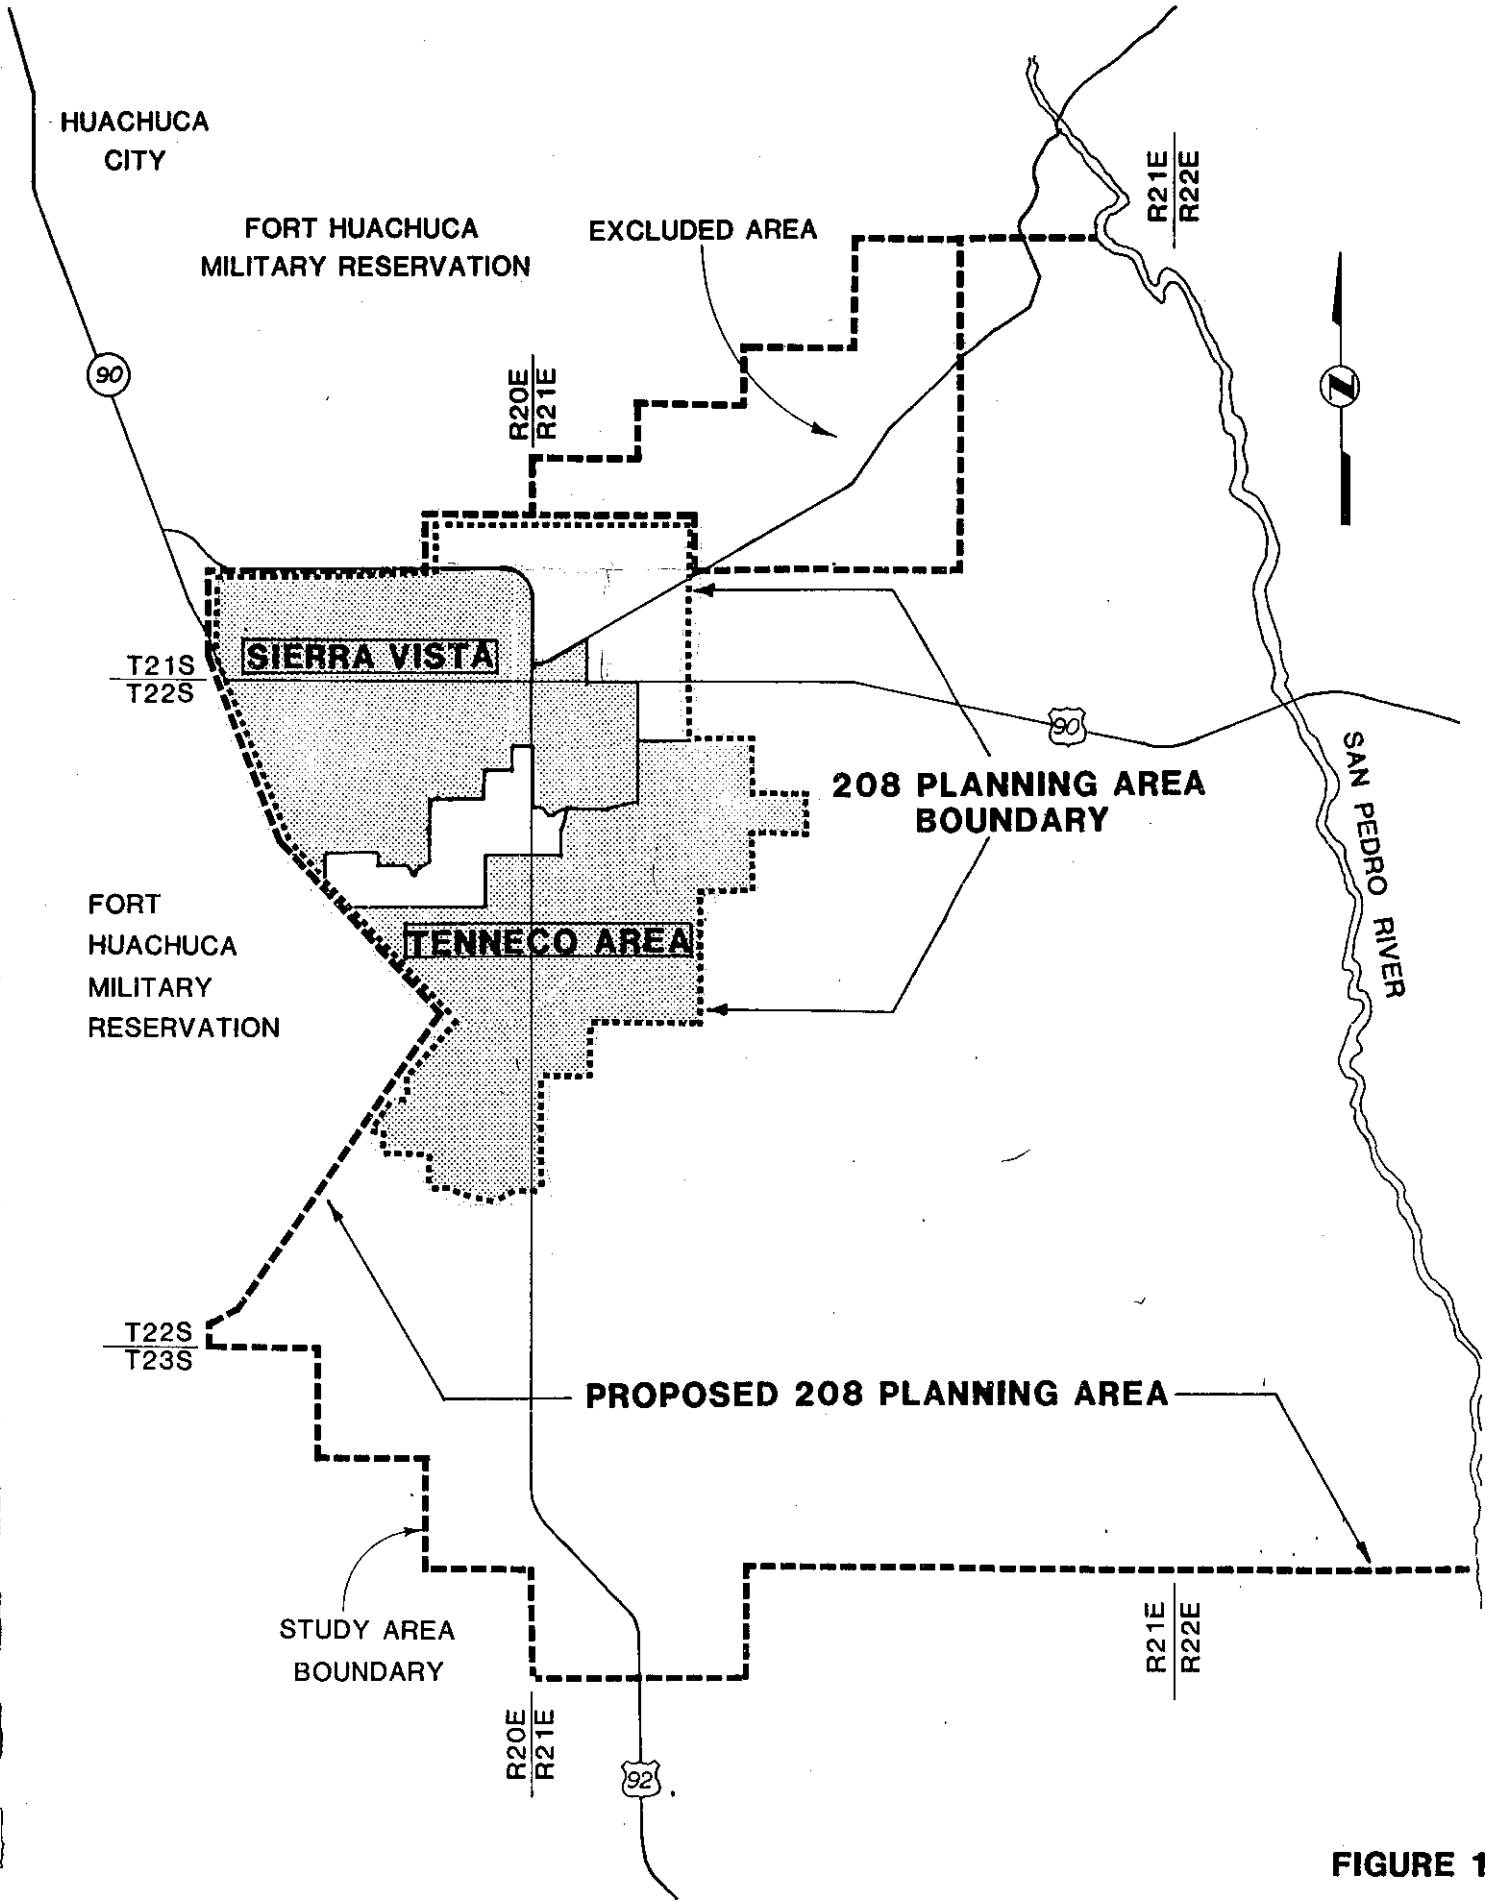 HUACHUCA
CITY
FORT HUACHUCA
MILITARY RESERVATION
EXCLUDED AREA
R21E
R22E
90
R20E
R21E
N
SIERRA VISTA
T21S
T22S
90
208 PLANNING AREA
BOUNDARY
SAN PEDRO RIVER
FORT
HUACHUCA
MILITARY
RESERVATION
TENNECO AREA
T22S
T23S
PROPOSED 208 PLANNING AREA
STUDY AREA
BOUNDARY
R21E
R22E
R20E
R21E
92
FIGURE 1